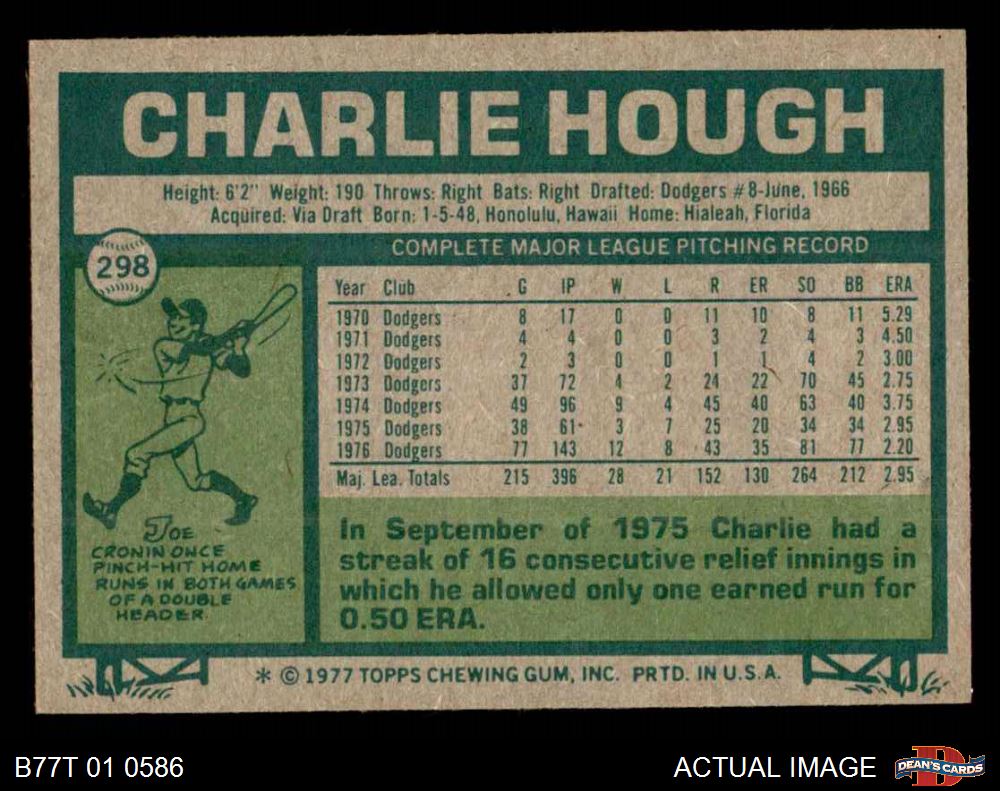 CHARLIE HOUGH
Height: 6'2" Weight: 190 Throws: Right Bats: Right Drafted: Dodgers #8-June, 1966
Acquired: Via Draft Born: 1-5-48, Honolulu, Hawaii Home: Hialeah, Florida
298
COMPLETE MAJOR LEAGUE PITCHING RECORD
Year Club G IP W L R ER SO BB ERA
1970 Dodgers 8 17 0 0 11 10 8 11 5.29
1971 Dodgers 4 4 0 0 3 2 4 3 4.50
1972 Dodgers 2 3 0 0 1 1 4 2 3.00
1973 Dodgers 37 72 4 2 24 22 70 45 2.75
1974 Dodgers 49 96 9 4 45 40 63 40 3.75
1975 Dodgers 38 61 3 7 25 20 34 34 2.95
1976 Dodgers 77 143 12 8 43 35 81 77 2.20
Maj. Lea. Totals 215 396 28 21 152 130 264 212 2.95
JOE
CRONIN ONCE
PINCH-HIT HOME
RUNS IN BOTH GAMES
OF A DOUBLE
HEADER.
In September of 1975 Charlie had a
streak of 16 consecutive relief innings in
which he allowed only one earned run for
0.50 ERA.
* © 1977 TOPPS CHEWING GUM, INC. PRTD. IN U.S.A.
B77T 01 0586
ACTUAL IMAGE
DEAN'S CARDS